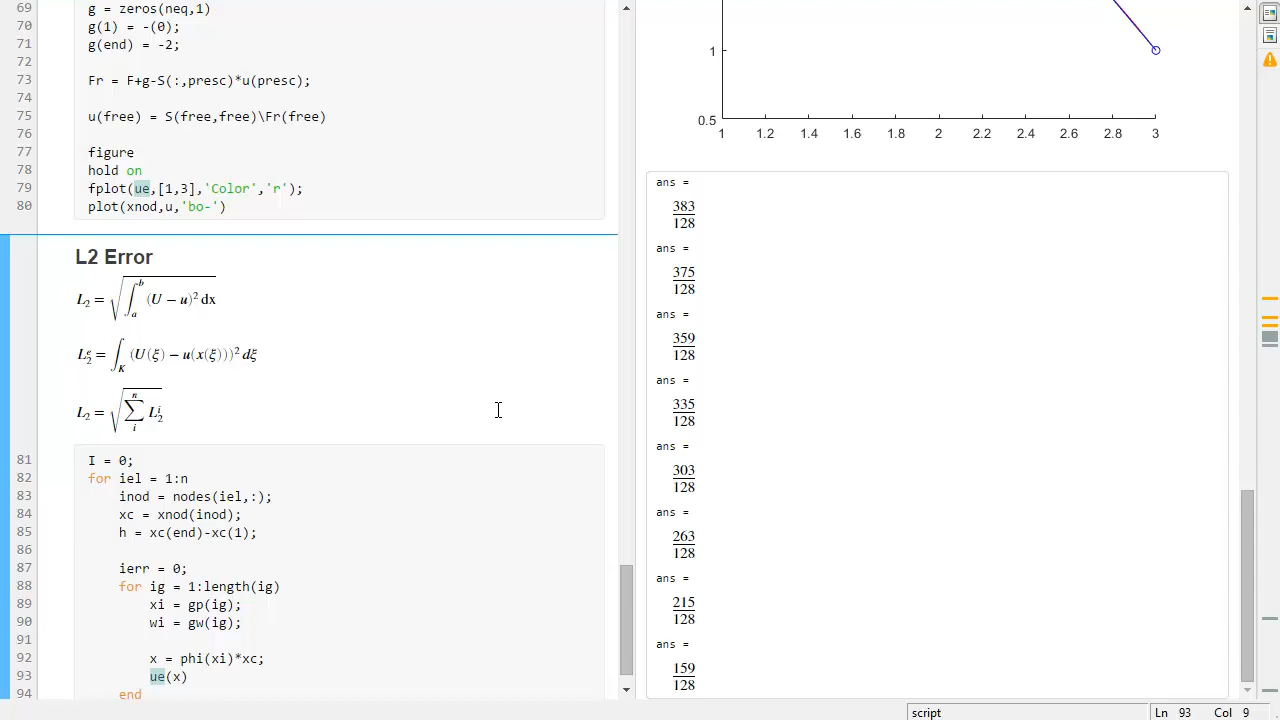 69 g = zeros(neq,1)
70 g(1) = -(0);
71 g(end) = -2;
72
73 Fr = F+g-S(:,presc)*u(presc);
74
75 u(free) = S(free,free)\Fr(free)
76
77 figure
78 hold on
79 fplot(ue,[1,3],'Color','r');
80 plot(xnod,u,'bo-')
L2 Error
L₂ = √∫ₐᵇ (U − u)² dx
L₂ᵉ = ∫_K (U(ξ) − u(x(ξ)))² dξ
L₂ = √∑ᵢⁿ L₂ⁱ
81 I = 0;
82 for iel = 1:n
83 inod = nodes(iel,:);
84 xc = xnod(inod);
85 h = xc(end)-xc(1);
86
87 ierr = 0;
88 for ig = 1:length(ig)
89 xi = gp(ig);
90 wi = gw(ig);
91
92 x = phi(xi)*xc;
93 ue(x)
94 end
1
0.5
1 1.2 1.4 1.6 1.8 2 2.2 2.4 2.6 2.8 3
ans =
383
128
ans =
375
128
ans =
359
128
ans =
335
128
ans =
303
128
ans =
263
128
ans =
215
128
ans =
159
128
script
Ln 93 Col 9